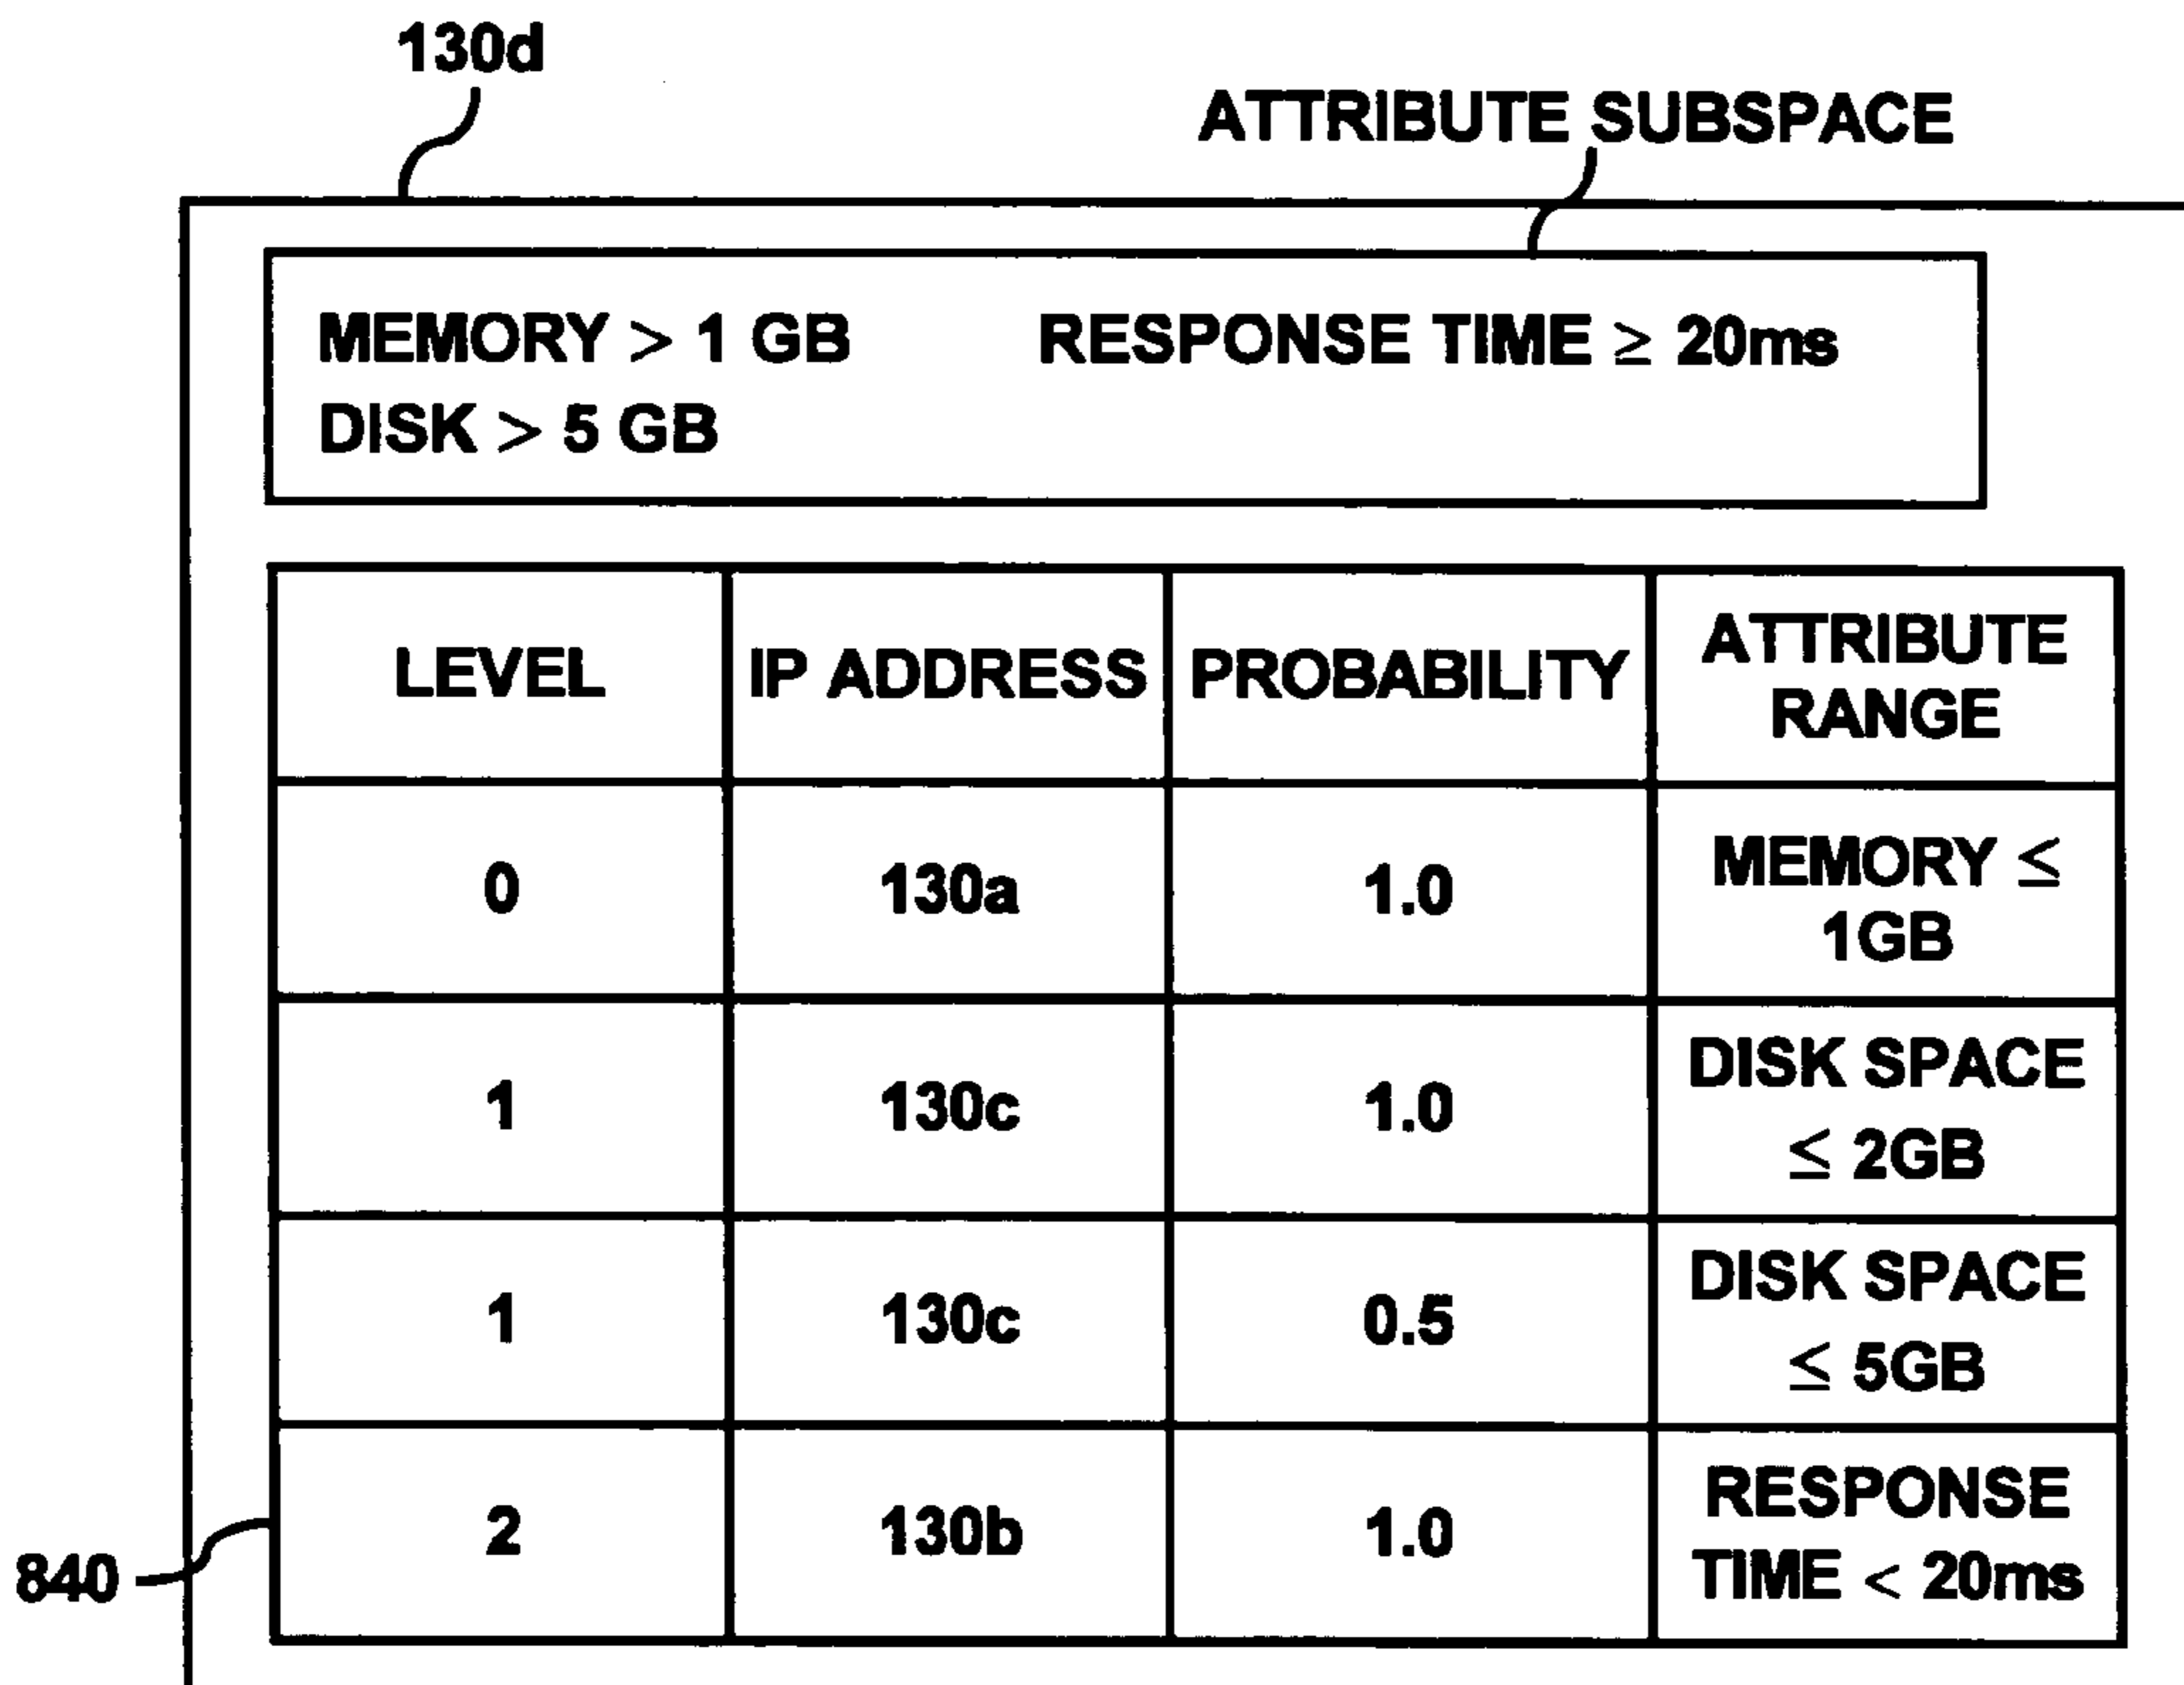 130d
ATTRIBUTE SUBSPACE
MEMORY > 1 GB RESPONSE TIME ≥ 20ms
DISK > 5 GB
LEVEL IP ADDRESS PROBABILITY ATTRIBUTE RANGE
0 130a 1.0 MEMORY ≤ 1GB
1 130c 1.0 DISK SPACE ≤ 2GB
1 130c 0.5 DISK SPACE ≤ 5GB
2 130b 1.0 RESPONSE TIME < 20ms
840